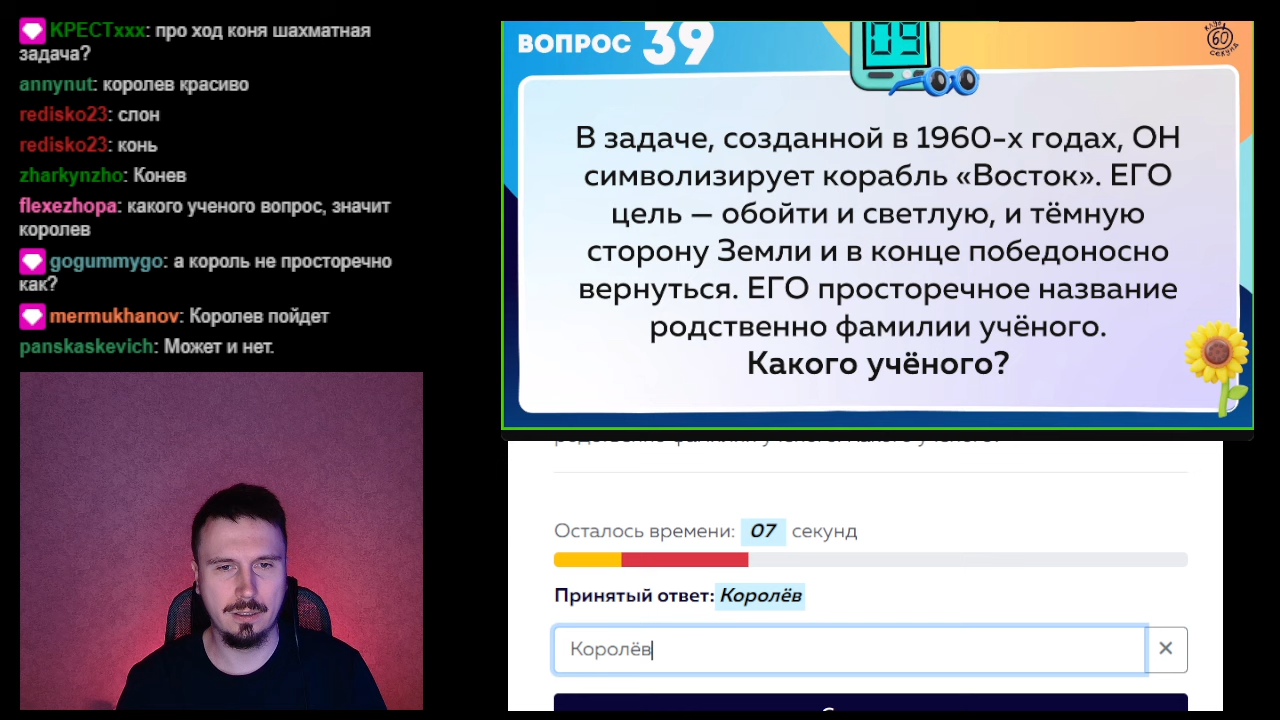 КРЕСТxxx: про ход коня шахматная
задача?
annynut: королев красиво
redisko23: слон
redisko23: конь
zharkynzho: Конев
flexezhopa: какого ученого вопрос, значит
королев
gogummygo: а король не просторечно
как?
mermukhanov: Королев пойдет
panskaskevich: Может и нет.
ВОПРОС 39
09
КЛУБ
60
СЕКУНД
В задаче, созданной в 1960-х годах, ОН
символизирует корабль «Восток». ЕГО
цель — обойти и светлую, и тёмную
сторону Земли и в конце победоносно
вернуться. ЕГО просторечное название
родственно фамилии учёного.
Какого учёного?
Осталось времени: 07 секунд
Принятый ответ: Королёв
Королёв